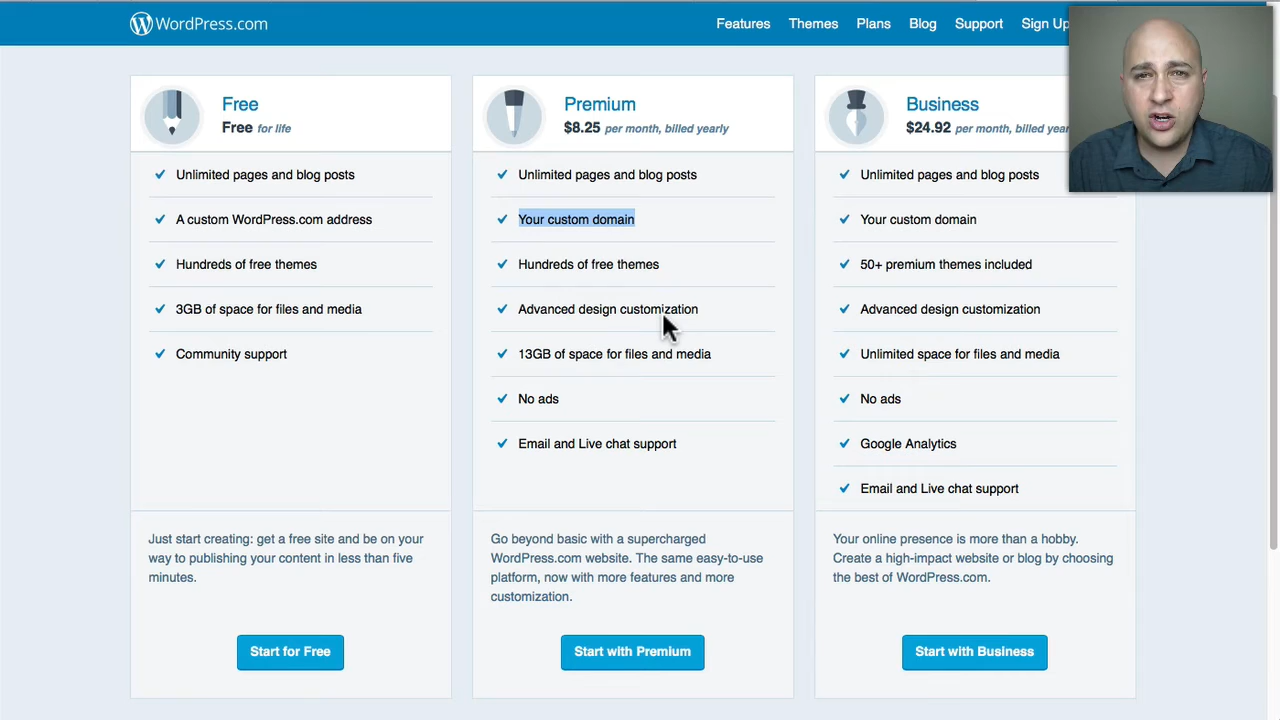 WordPress.com
Features Themes Plans Blog Support Sign Up
Free
Free for life
Unlimited pages and blog posts
A custom WordPress.com address
Hundreds of free themes
3GB of space for files and media
Community support
Just start creating: get a free site and be on your
way to publishing your content in less than five
minutes.
Start for Free
Premium
$8.25 per month, billed yearly
Unlimited pages and blog posts
Your custom domain
Hundreds of free themes
Advanced design customization
13GB of space for files and media
No ads
Email and Live chat support
Go beyond basic with a supercharged
WordPress.com website. The same easy-to-use
platform, now with more features and more
customization.
Start with Premium
Business
$24.92 per month, billed
Unlimited pages and blog posts
Your custom domain
50+ premium themes included
Advanced design customization
Unlimited space for files and media
No ads
Google Analytics
Email and Live chat support
Your online presence is more than a hobby.
Create a high-impact website or blog by choosing
the best of WordPress.com.
Start with Business